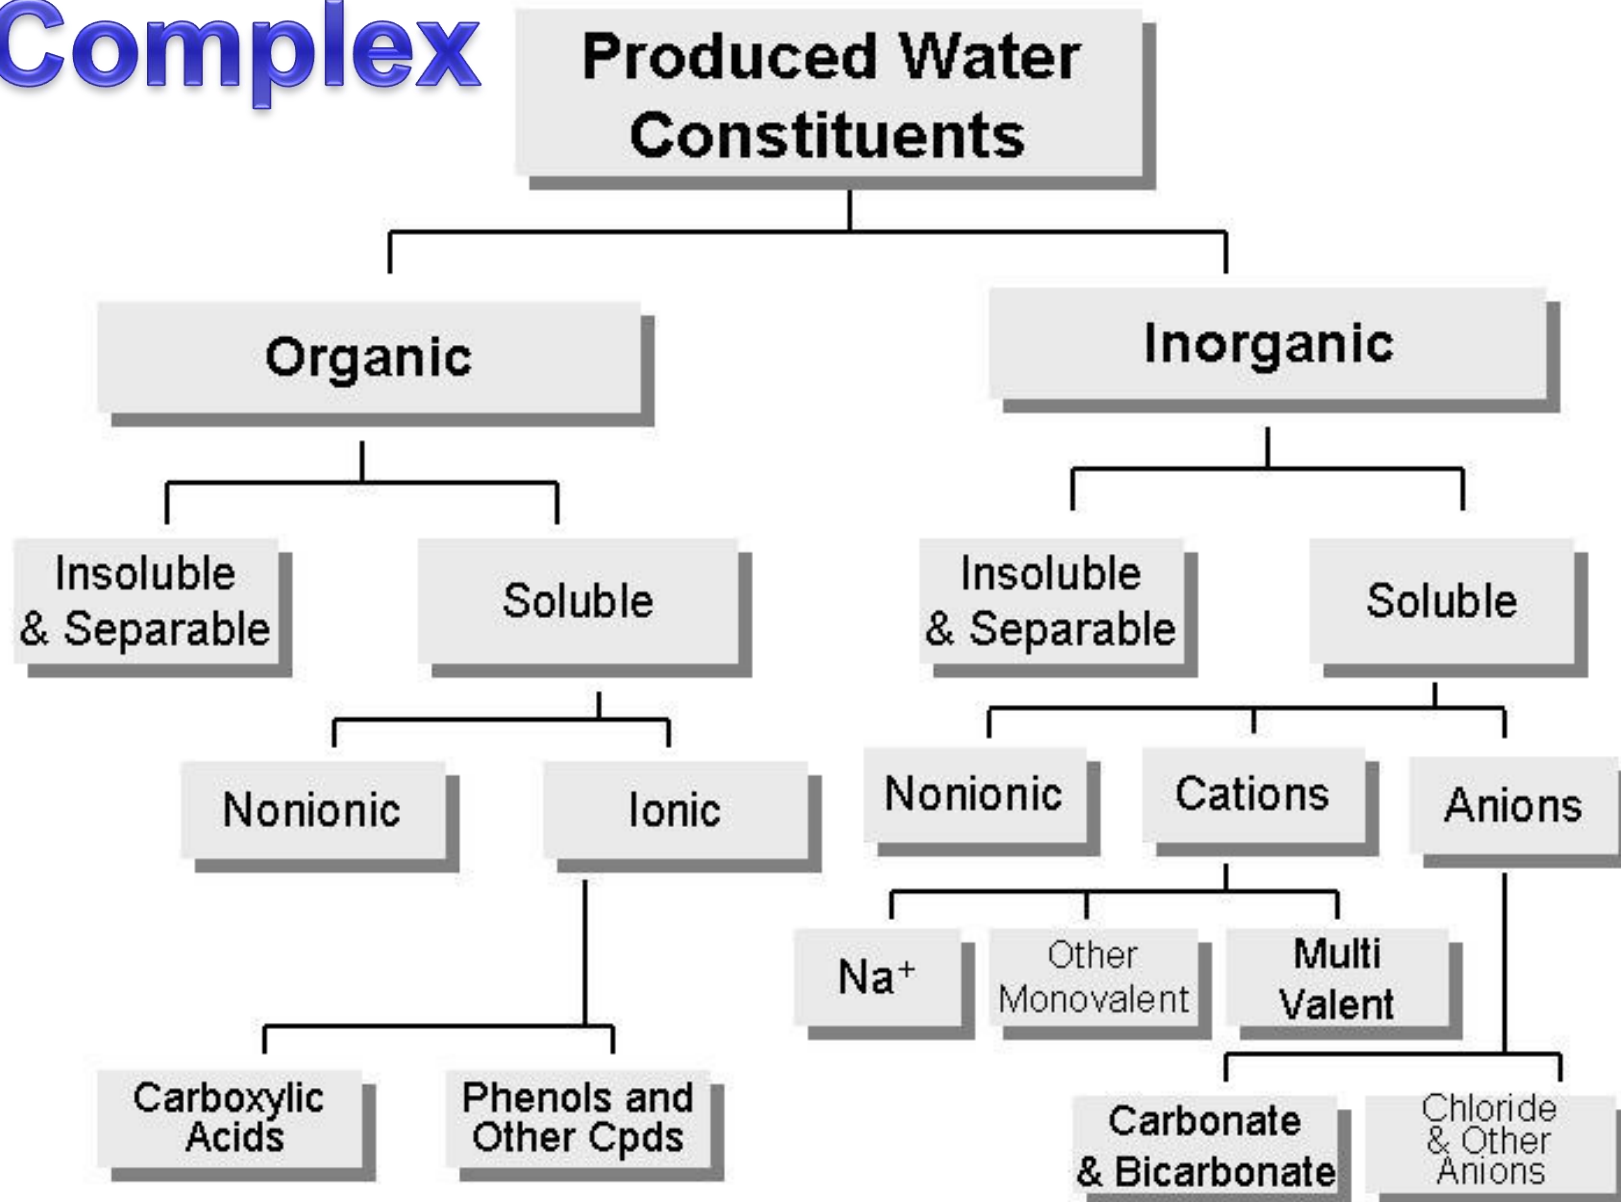 Complex
Produced Water
Constituents
Organic
Inorganic
Insoluble
& Separable
Soluble
Insoluble
& Separable
Soluble
Nonionic
Ionic
Nonionic
Cations
Anions
Na⁺
Other
Monovalent
Multi
Valent
Carboxylic
Acids
Phenols and
Other Cpds
Carbonate
& Bicarbonate
Chloride
& Other
Anions